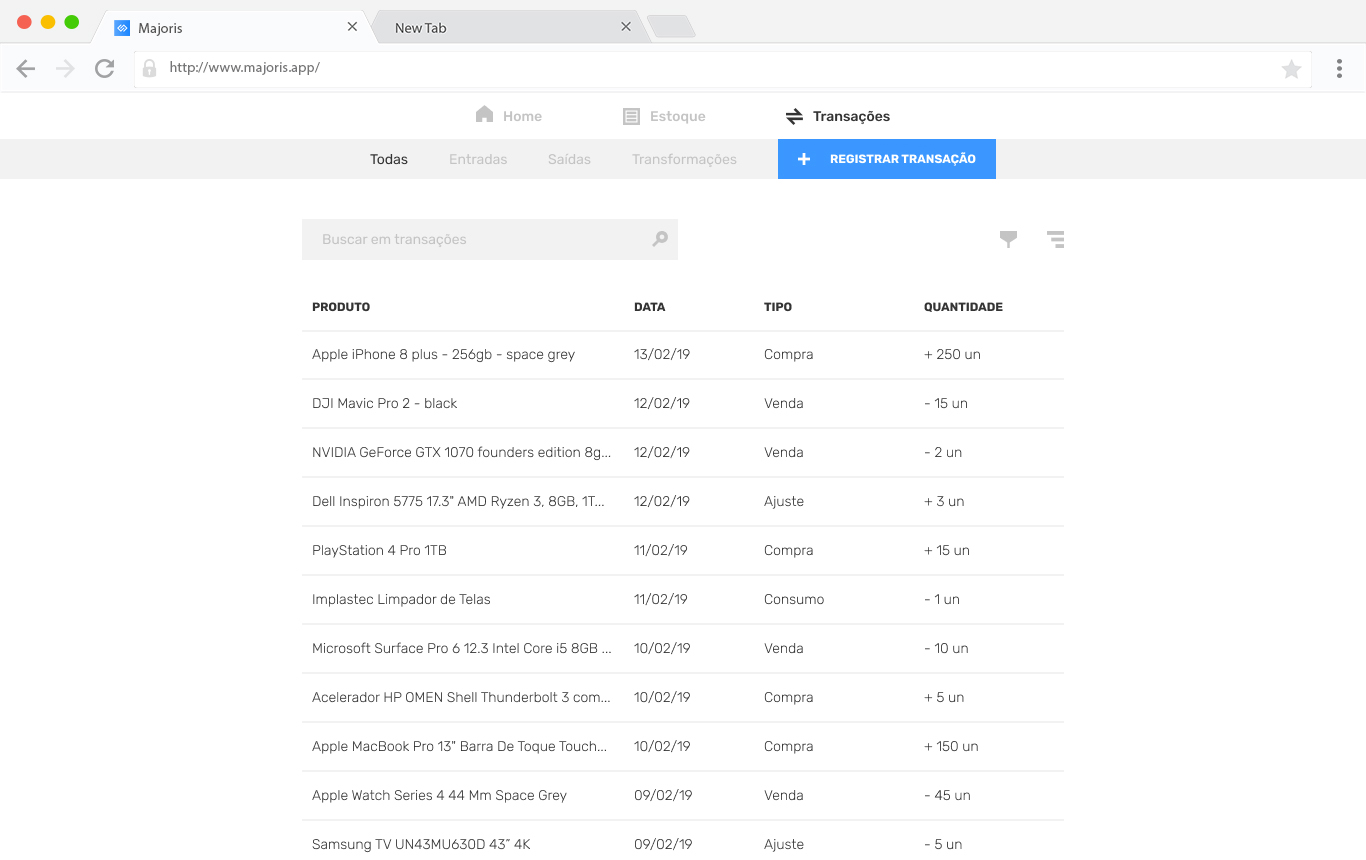 Majoris
New Tab
http://www.majoris.app/
Home Estoque Transações
Todas Entradas Saídas Transformações + REGISTRAR TRANSAÇÃO
Buscar em transações
PRODUTO DATA TIPO QUANTIDADE
Apple iPhone 8 plus - 256gb - space grey 13/02/19 Compra + 250 un
DJI Mavic Pro 2 - black 12/02/19 Venda - 15 un
NVIDIA GeForce GTX 1070 founders edition 8g... 12/02/19 Venda - 2 un
Dell Inspiron 5775 17.3" AMD Ryzen 3, 8GB, 1T... 12/02/19 Ajuste + 3 un
PlayStation 4 Pro 1TB 11/02/19 Compra + 15 un
Implastec Limpador de Telas 11/02/19 Consumo - 1 un
Microsoft Surface Pro 6 12.3 Intel Core i5 8GB ... 10/02/19 Venda - 10 un
Acelerador HP OMEN Shell Thunderbolt 3 com... 10/02/19 Compra + 5 un
Apple MacBook Pro 13" Barra De Toque Touch... 10/02/19 Compra + 150 un
Apple Watch Series 4 44 Mm Space Grey 09/02/19 Venda - 45 un
Samsung TV UN43MU630D 43” 4K 09/02/19 Ajuste - 5 un